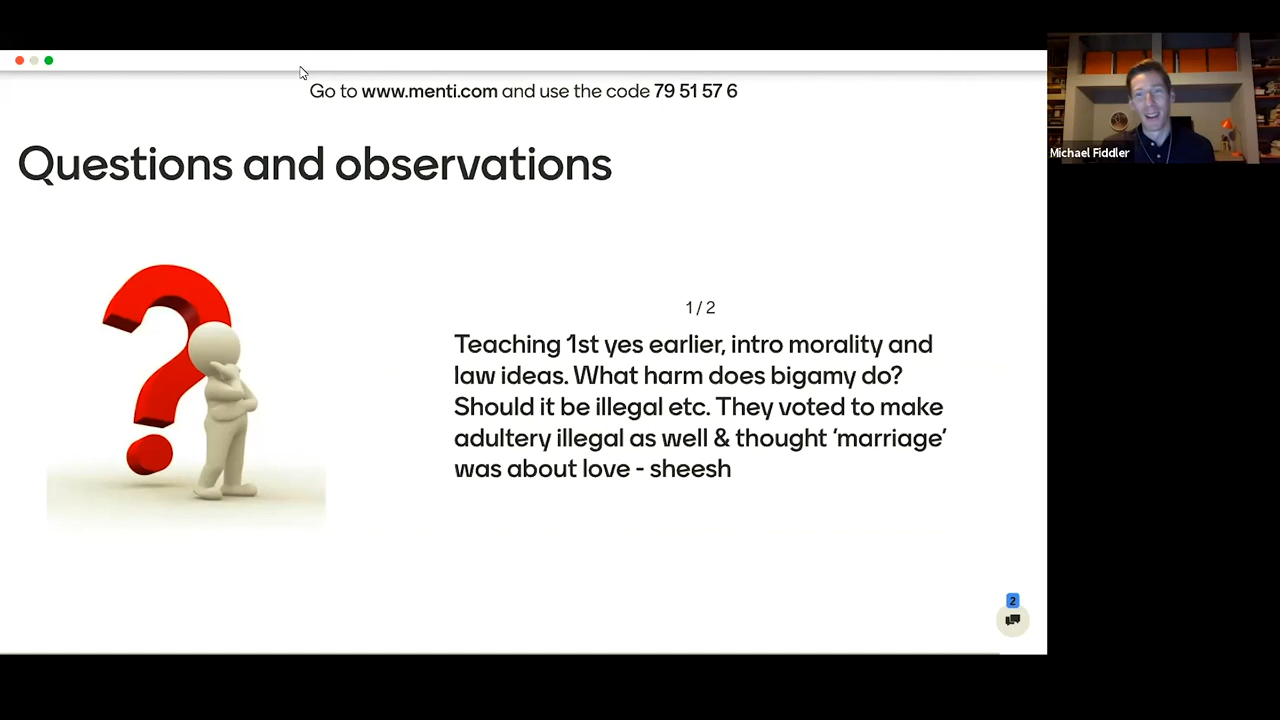 Go to www.menti.com and use the code 79 51 57 6
Michael Fiddler
Questions and observations
1 / 2
Teaching 1st yes earlier, intro morality and
law ideas. What harm does bigamy do?
Should it be illegal etc. They voted to make
adultery illegal as well & thought ‘marriage’
was about love - sheesh
2